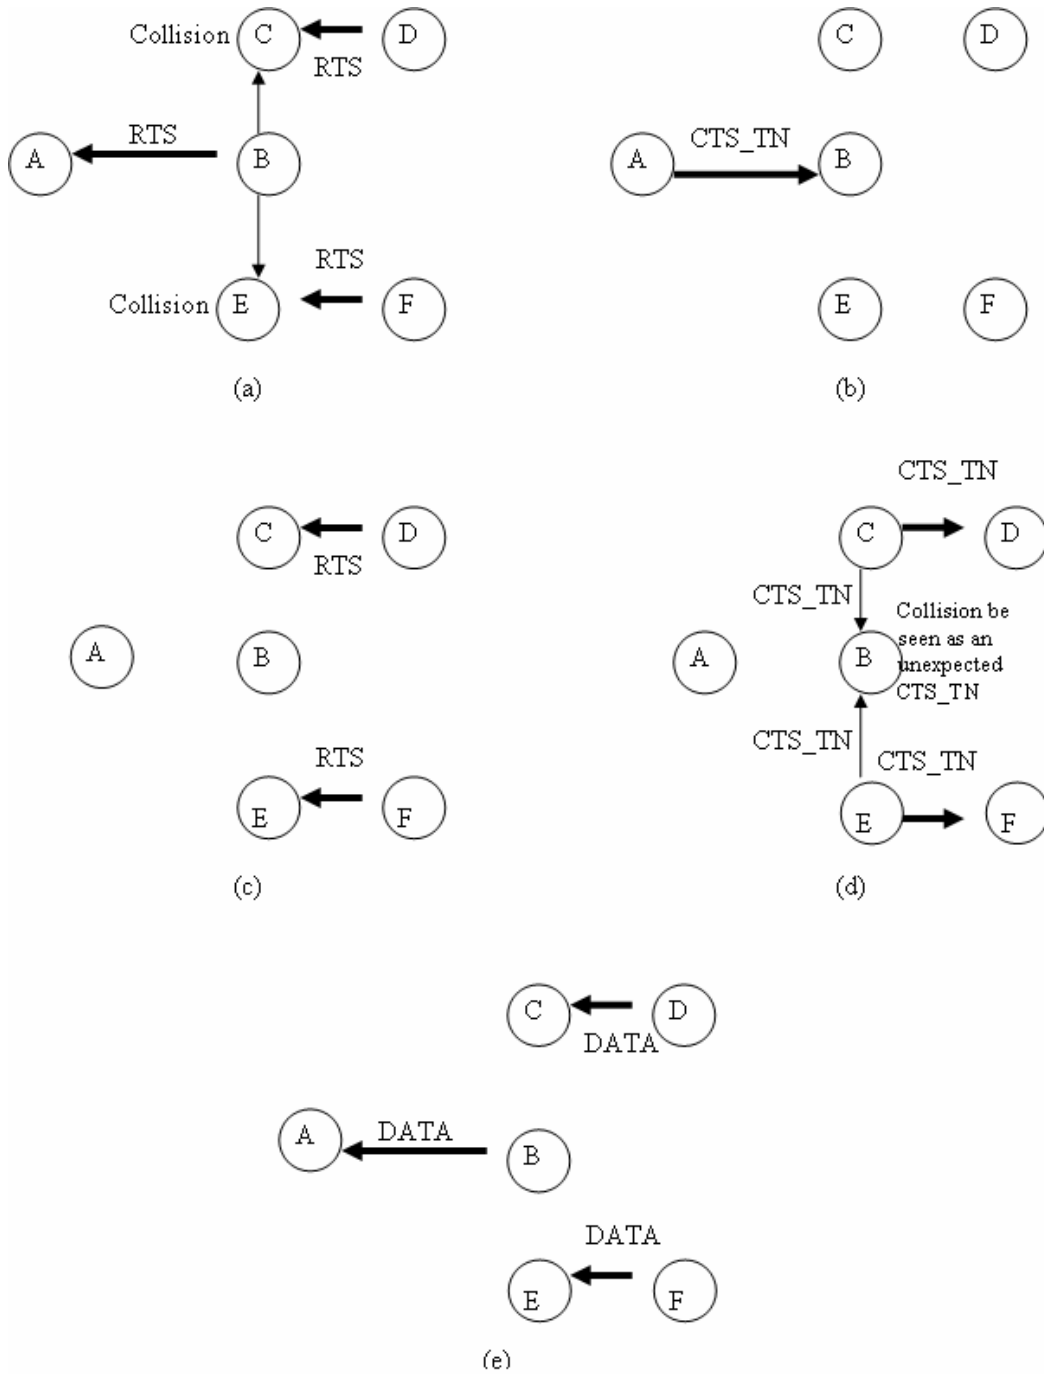 Collision C D
RTS
RTS
A B
RTS
Collision E F
(a)
C D
CTS_TN
A B
E F
(b)
C D
RTS
A B
RTS
E F
(c)
CTS_TN
C D
CTS_TN
Collision be
seen as an
unexpected
CTS_TN
A B
CTS_TN
CTS_TN
E F
(d)
C D
DATA
A DATA
B
DATA
E F
(e)